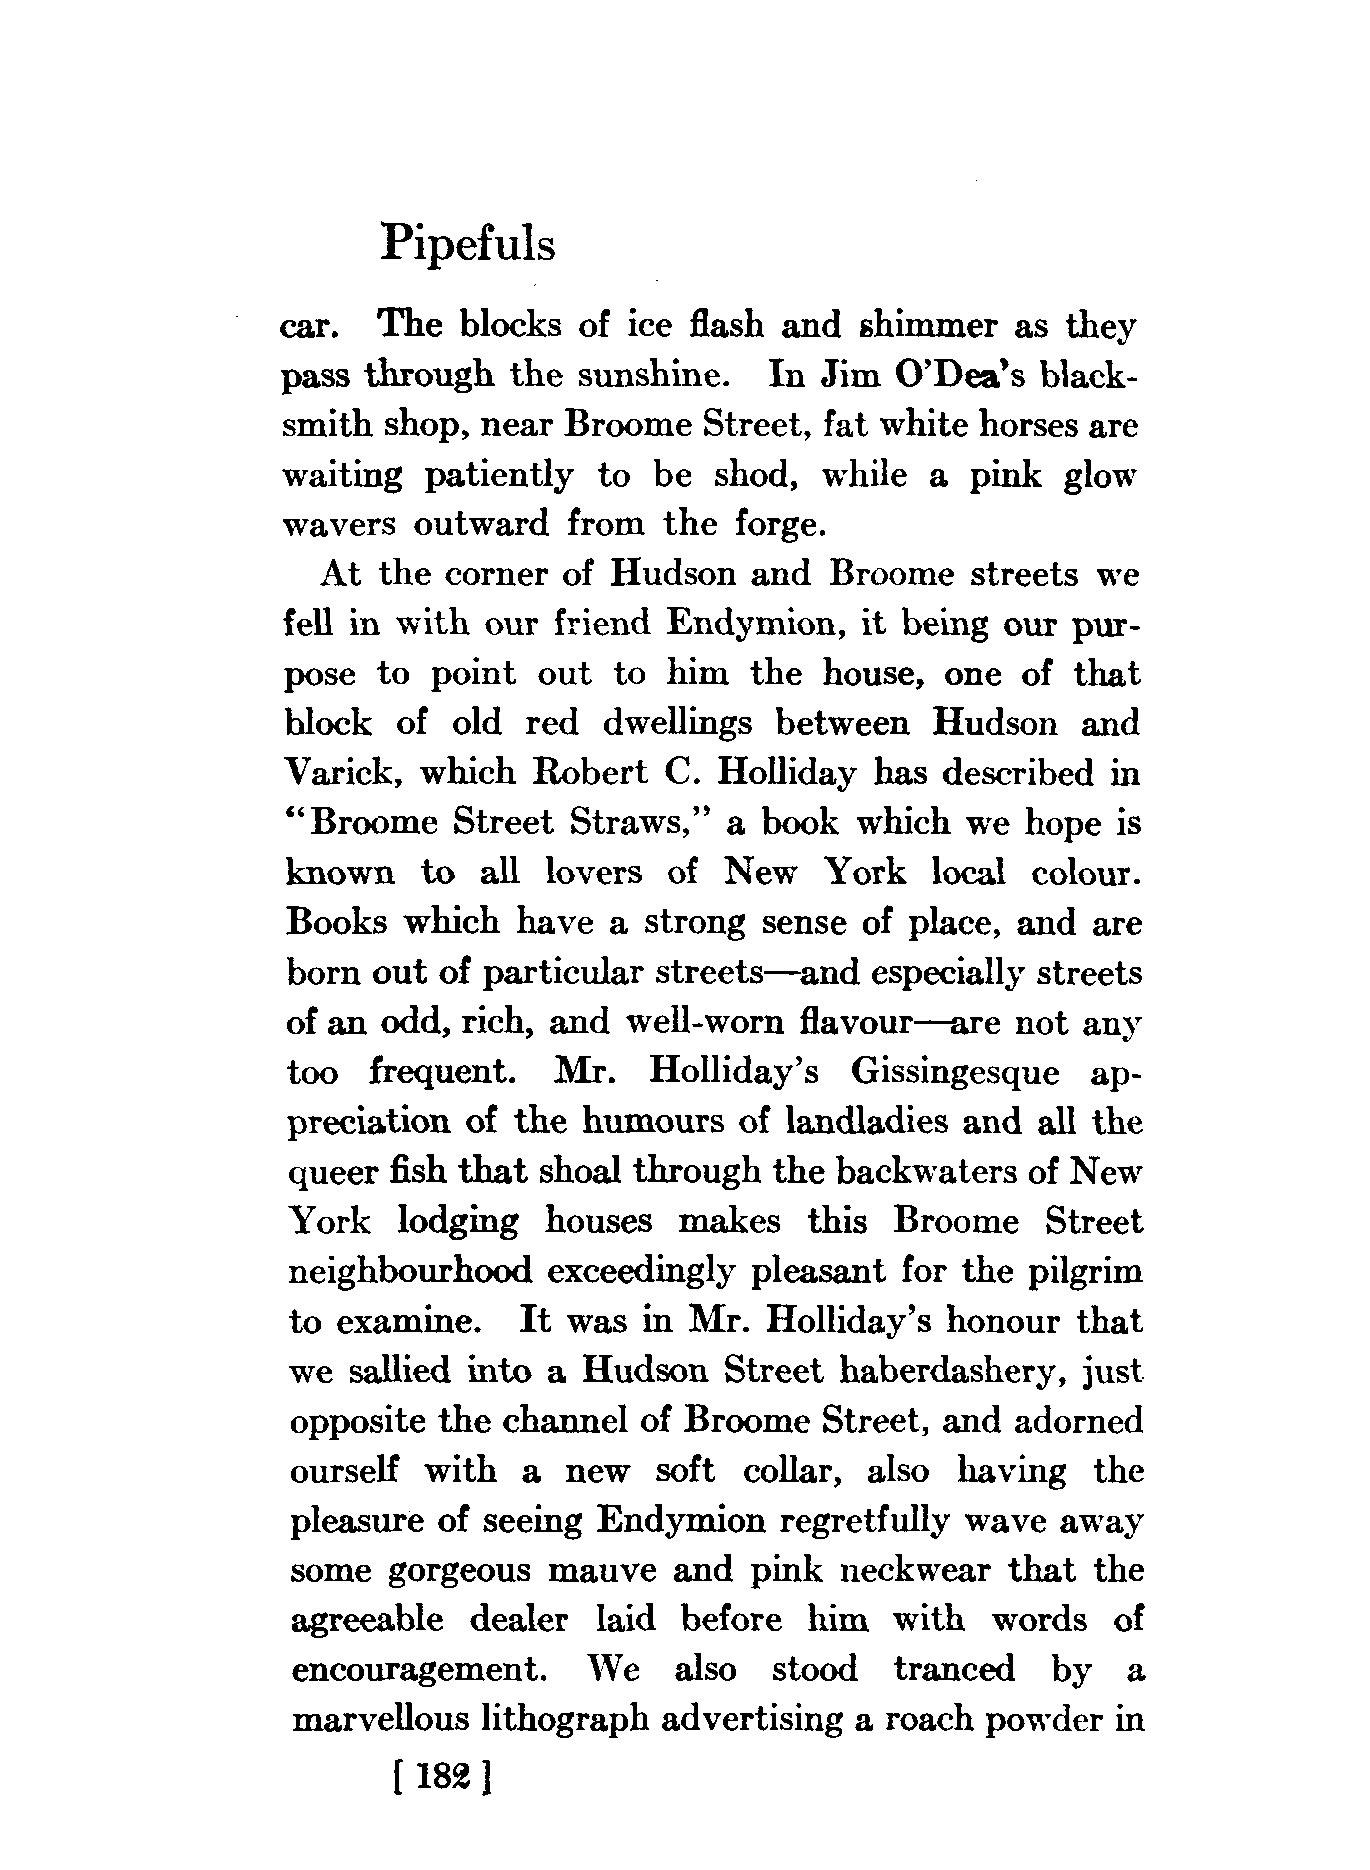 Pipefuls
car. The blocks of ice flash and shimmer as they
pass through the sunshine. In Jim O'Dea's black-
smith shop, near Broome Street, fat white horses are
waiting patiently to be shod, while a pink glow
wavers outward from the forge.
At the corner of Hudson and Broome streets we
fell in with our friend Endymion, it being our pur-
pose to point out to him the house, one of that
block of old red dwellings between Hudson and
Varick, which Robert C. Holliday has described in
“Broome Street Straws,” a book which we hope is
known to all lovers of New York local colour.
Books which have a strong sense of place, and are
born out of particular streets—and especially streets
of an odd, rich, and well-worn flavour—are not any
too frequent. Mr. Holliday's Gissingesque ap-
preciation of the humours of landladies and all the
queer fish that shoal through the backwaters of New
York lodging houses makes this Broome Street
neighbourhood exceedingly pleasant for the pilgrim
to examine. It was in Mr. Holliday's honour that
we sallied into a Hudson Street haberdashery, just
opposite the channel of Broome Street, and adorned
ourself with a new soft collar, also having the
pleasure of seeing Endymion regretfully wave away
some gorgeous mauve and pink neckwear that the
agreeable dealer laid before him with words of
encouragement. We also stood tranced by a
marvellous lithograph advertising a roach powder in
[ 182 ]